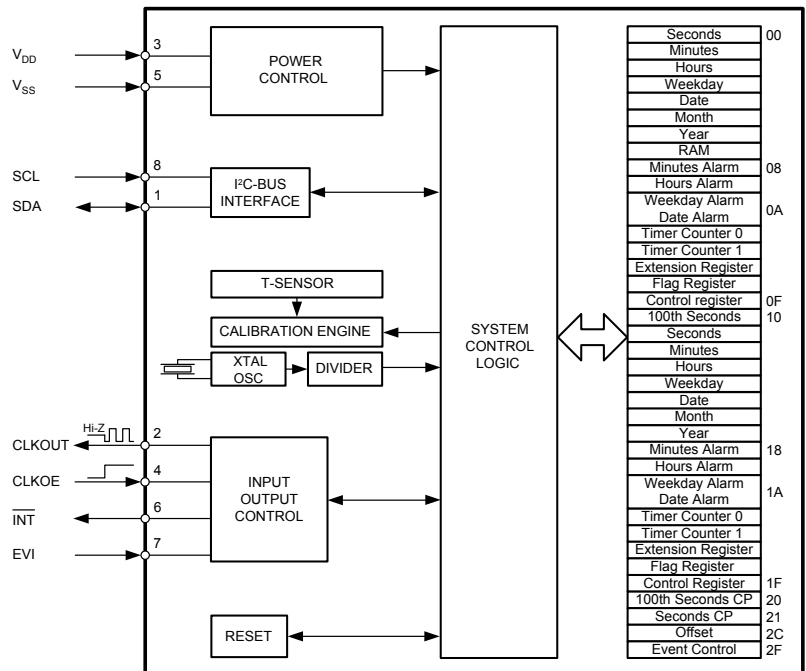 V_DD
3
V_SS
5
POWER
CONTROL
SCL
8
SDA
1
I²C-BUS
INTERFACE
T-SENSOR
CALIBRATION ENGINE
XTAL
OSC
DIVIDER
CLKOUT
Hi-Z
2
CLKOE
4
INT
6
EVI
7
INPUT
OUTPUT
CONTROL
RESET
SYSTEM
CONTROL
LOGIC
Seconds 00
Minutes
Hours
Weekday
Date
Month
Year
RAM
Minutes Alarm 08
Hours Alarm
Weekday Alarm
Date Alarm
0A
Timer Counter 0
Timer Counter 1
Extension Register
Flag Register
Control register 0F
100th Seconds 10
Seconds
Minutes
Hours
Weekday
Date
Month
Year
Minutes Alarm 18
Hours Alarm
Weekday Alarm
Date Alarm
1A
Timer Counter 0
Timer Counter 1
Extension Register
Flag Register
Control Register 1F
100th Seconds CP 20
Seconds CP 21
Offset 2C
Event Control 2F